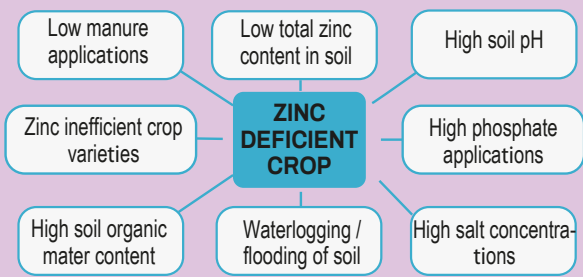 Low manure
applications
Low total zinc
content in soil
High soil pH
Zinc inefficient crop
varieties
ZINC
DEFICIENT
CROP
High phosphate
applications
High soil organic
mater content
Waterlogging /
flooding of soil
High salt concentra-
tions